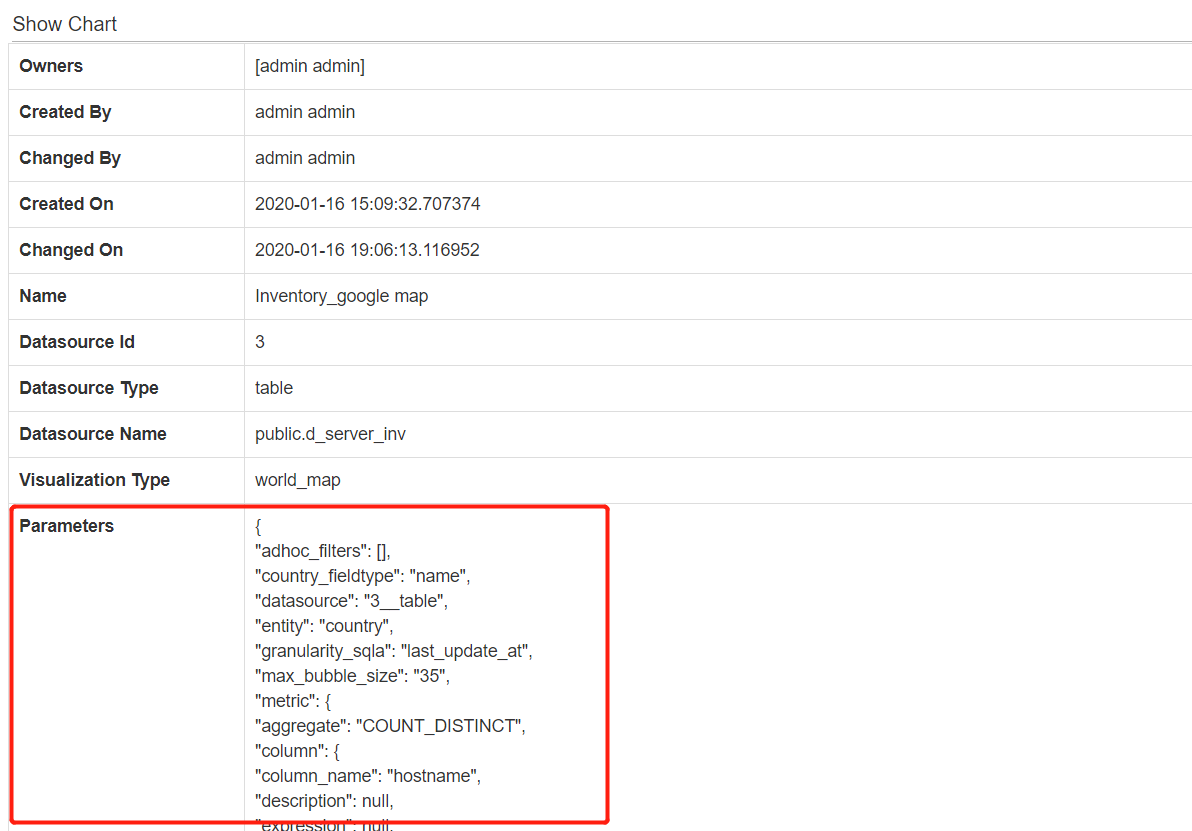 Show Chart
Owners [admin admin]
Created By admin admin
Changed By admin admin
Created On 2020-01-16 15:09:32.707374
Changed On 2020-01-16 19:06:13.116952
Name Inventory_google map
Datasource Id 3
Datasource Type table
Datasource Name public.d_server_inv
Visualization Type world_map
Parameters {
"adhoc_filters": [],
"country_fieldtype": "name",
"datasource": "3__table",
"entity": "country",
"granularity_sqla": "last_update_at",
"max_bubble_size": "35",
"metric": {
"aggregate": "COUNT_DISTINCT",
"column": {
"column_name": "hostname",
"description": null,
"expression": null,